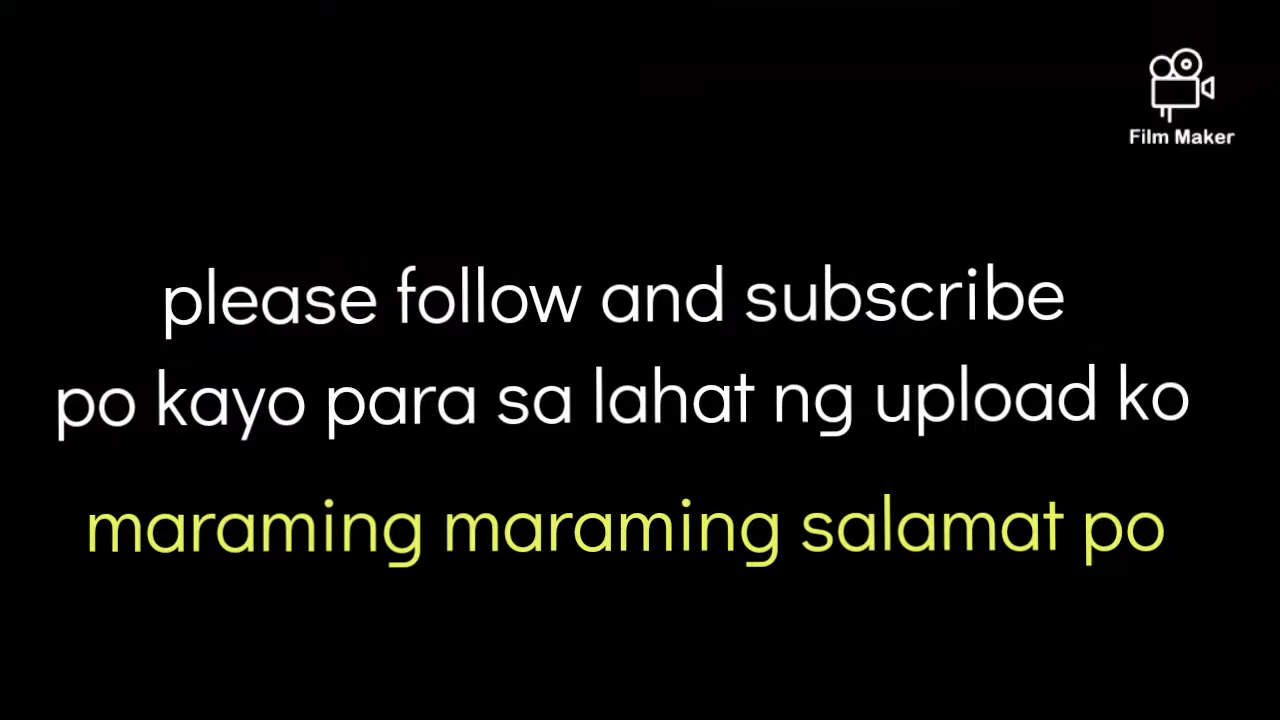 Film Maker
please follow and subscribe
po kayo para sa lahat ng upload ko
maraming maraming salamat po